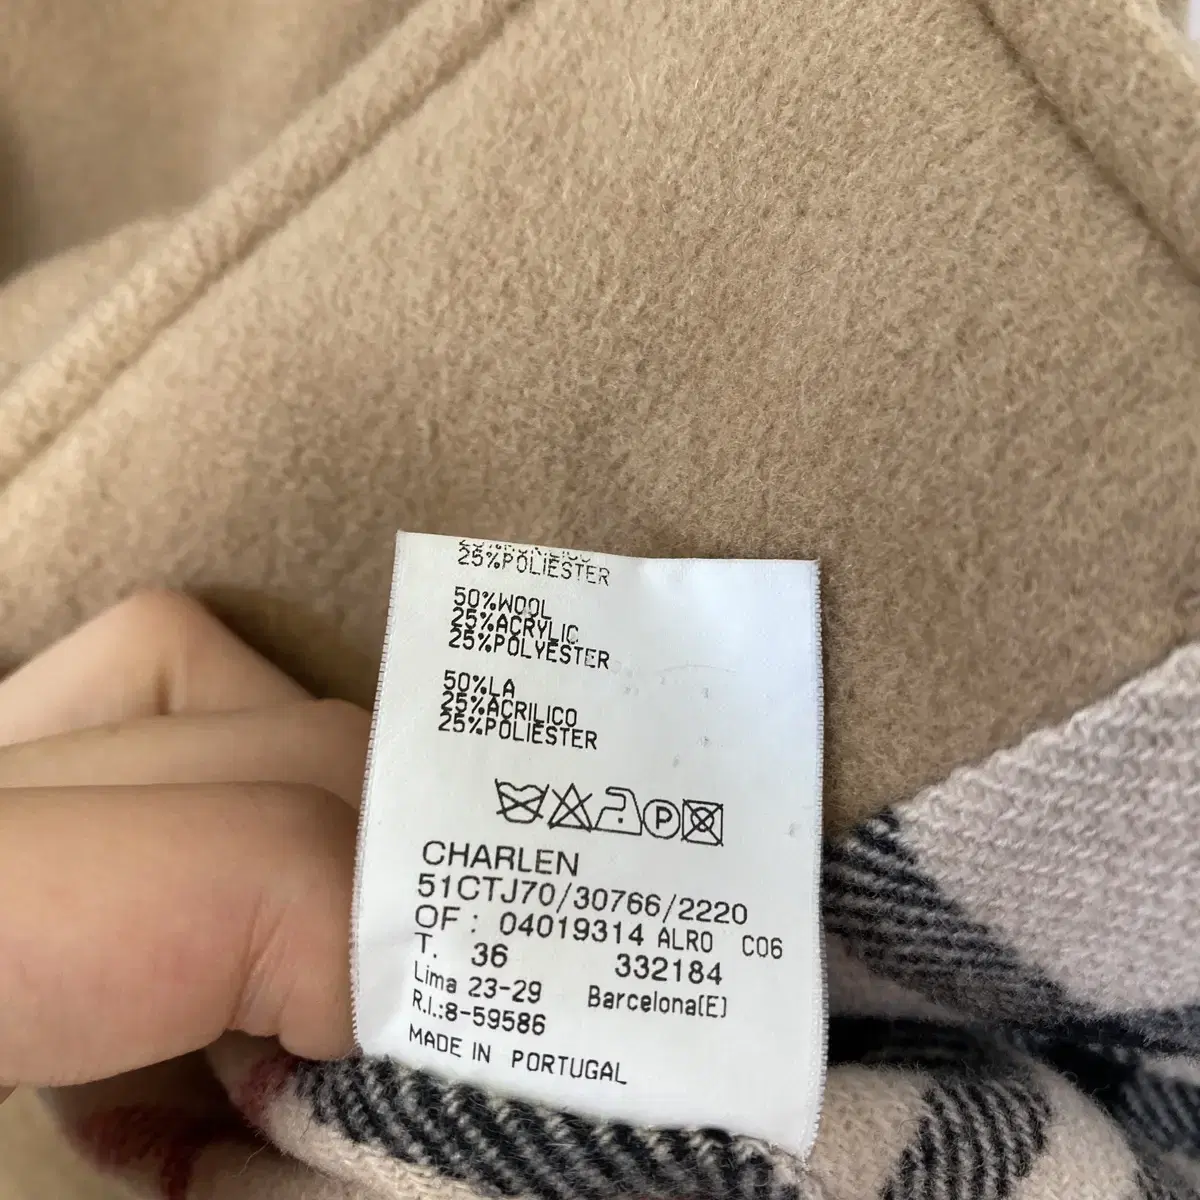 25%POLIESTER
50%WOOL
25%ACRYLIC
25%POLYESTER
50%LA
25%ACRILICO
25%POLIESTER
P
CHARLEN
51CTJ70/30766/2220
OF: 04019314 ALRO C06
T. 36 332184
Lima 23-29 Barcelona(E)
R.I.:8-59586
MADE IN PORTUGAL